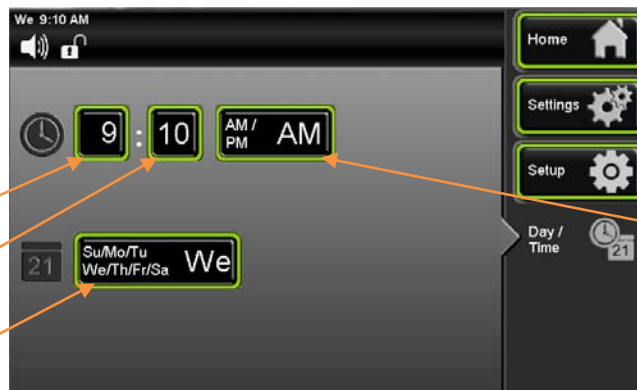 We 9:10 AM
Home
Settings
Setup
Day /
Time
21
9 : 10
AM /
PM
AM
21
Su/Mo/Tu
We/Th/Fr/Sa
We